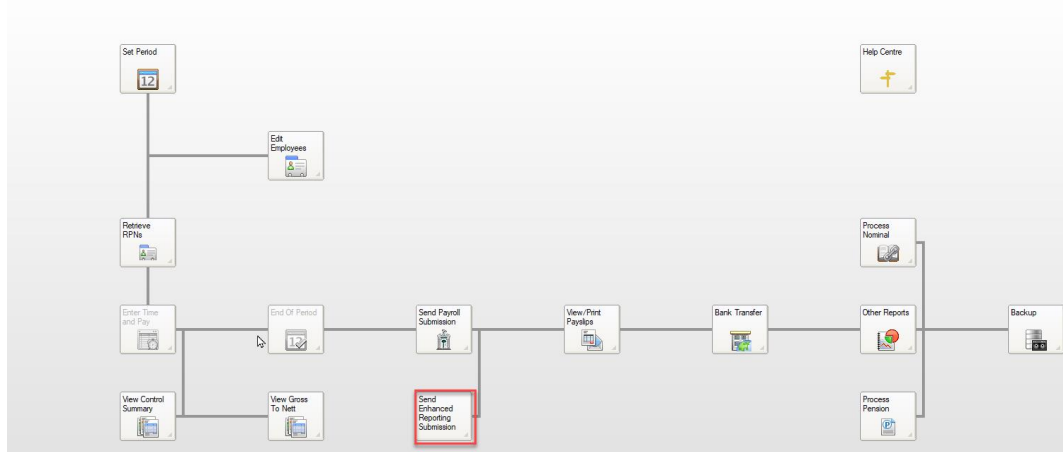 Set Period
12
Help Centre
Edit
Employees
Retrieve
RPNs
Process
Nominal
Enter Time
and Pay
End Of Period
12
Send Payroll
Submission
View/Print
Payslips
Bank Transfer
Other Reports
Backup
View Control
Summary
View Gross
To Nett
Send
Enhanced
Reporting
Submission
Process
Pension
P